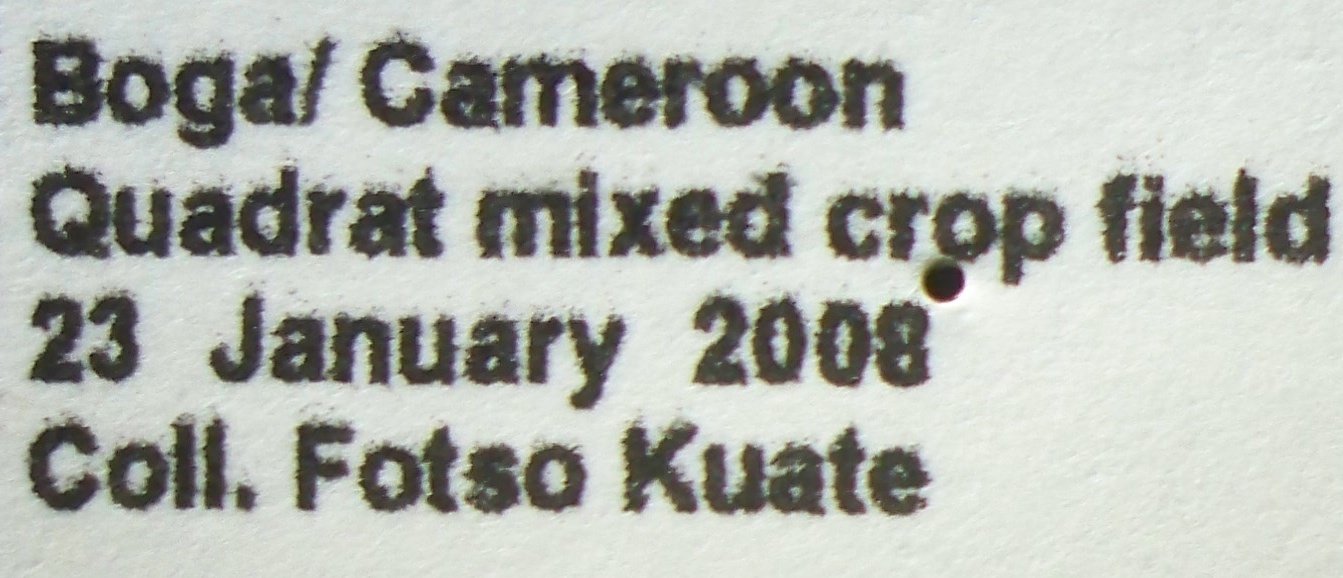 Boga/ Cameroon
Quadrat mixed crop field
23 January 2008
Coll. Fotso Kuate